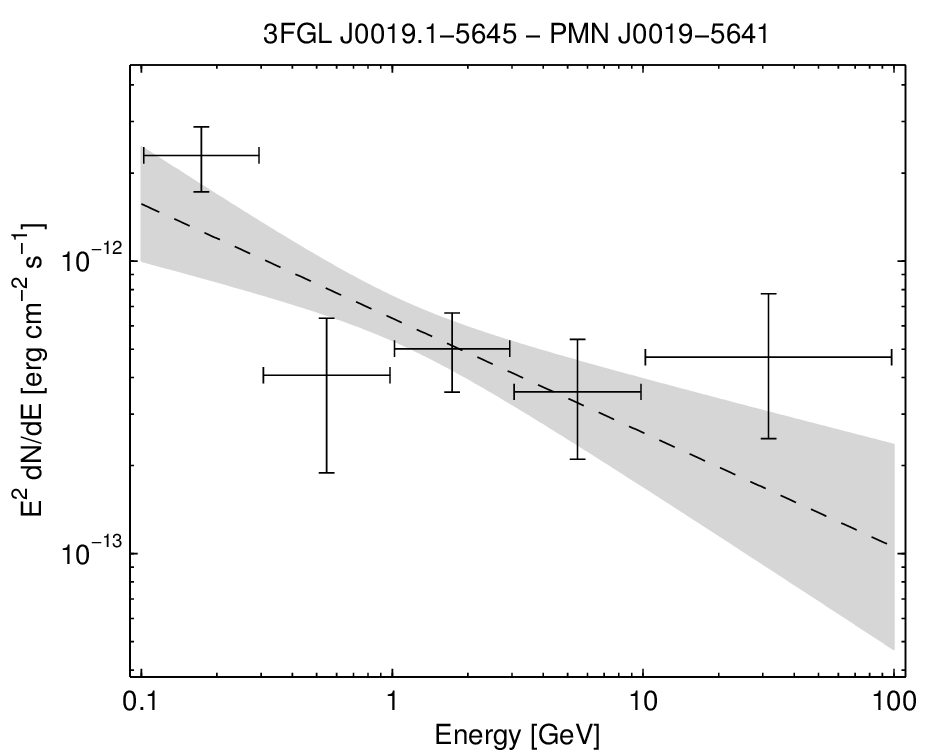 3FGL J0019.1−5645 − PMN J0019−5641
E² dN/dE [erg cm⁻² s⁻¹]
10⁻¹²
10⁻¹³
0.1 1 10 100
Energy [GeV]